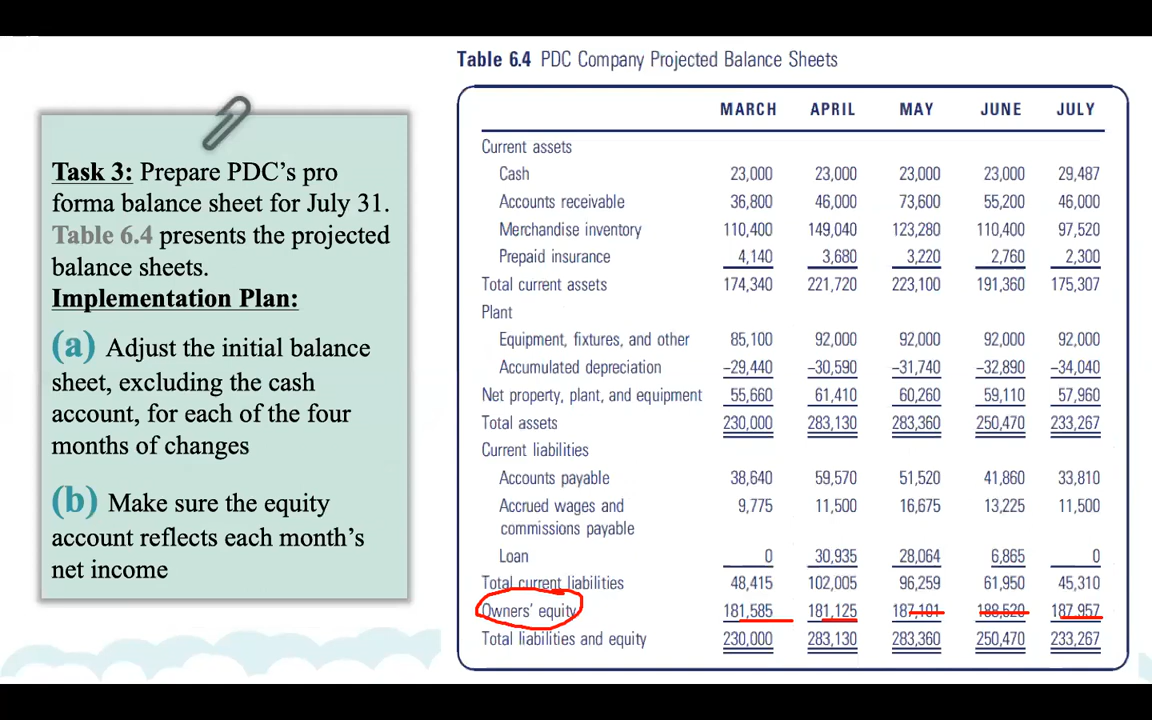 Task 3: Prepare PDC's pro
forma balance sheet for July 31.
Table 6.4 presents the projected
balance sheets.
Implementation Plan:
(a) Adjust the initial balance
sheet, excluding the cash
account, for each of the four
months of changes
(b) Make sure the equity
account reflects each month's
net income
Table 6.4 PDC Company Projected Balance Sheets
MARCH APRIL MAY JUNE JULY
Current assets
Cash 23,000 23,000 23,000 23,000 29,487
Accounts receivable 36,800 46,000 73,600 55,200 46,000
Merchandise inventory 110,400 149,040 123,280 110,400 97,520
Prepaid insurance 4,140 3,680 3,220 2,760 2,300
Total current assets 174,340 221,720 223,100 191,360 175,307
Plant
Equipment, fixtures, and other 85,100 92,000 92,000 92,000 92,000
Accumulated depreciation –29,440 –30,590 –31,740 –32,890 –34,040
Net property, plant, and equipment 55,660 61,410 60,260 59,110 57,960
Total assets 230,000 283,130 283,360 250,470 233,267
Current liabilities
Accounts payable 38,640 59,570 51,520 41,860 33,810
Accrued wages and 9,775 11,500 16,675 13,225 11,500
commissions payable
Loan 0 30,935 28,064 6,865 0
Total current liabilities 48,415 102,005 96,259 61,950 45,310
Owners' equity 181,585 181,125 187,101 188,520 187,957
Total liabilities and equity 230,000 283,130 283,360 250,470 233,267